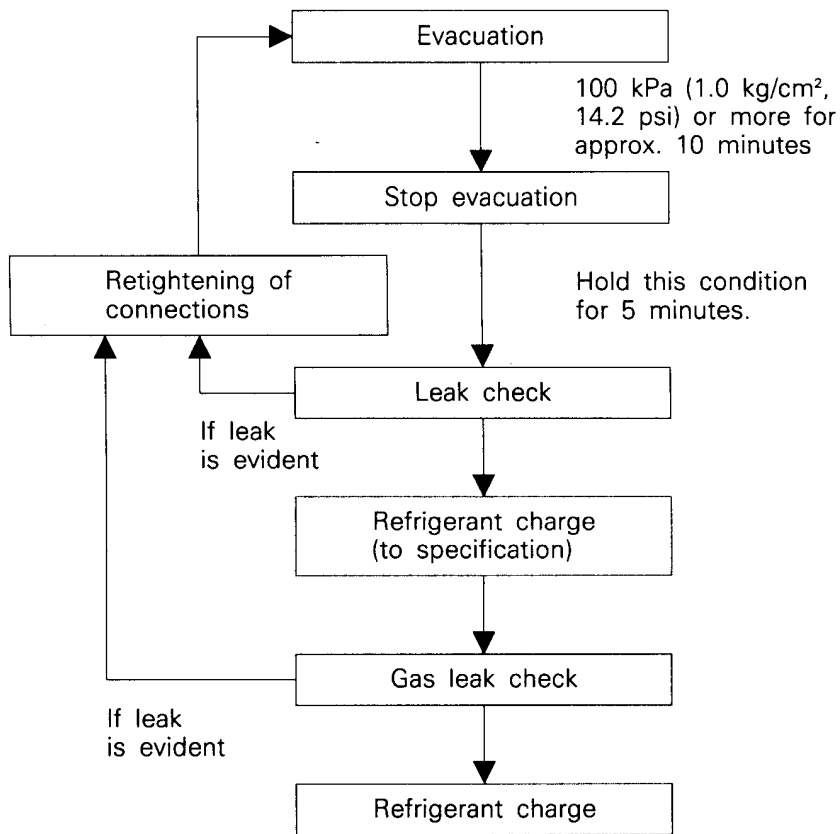 Evacuation
100 kPa (1.0 kg/cm²,
14.2 psi) or more for
approx. 10 minutes
Stop evacuation
Retightening of
connections
Hold this condition
for 5 minutes.
Leak check
If leak
is evident
Refrigerant charge
(to specification)
Gas leak check
If leak
is evident
Refrigerant charge